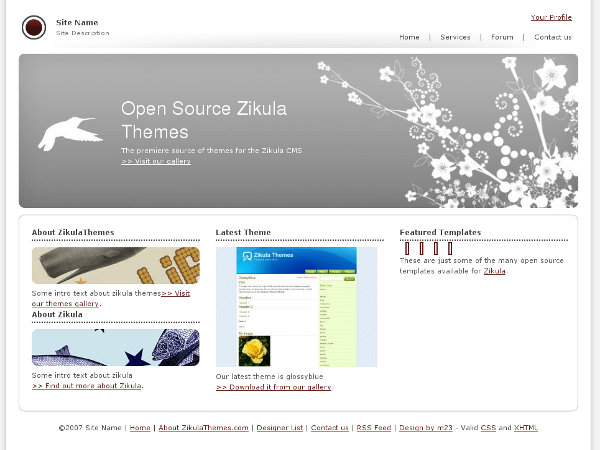 Your Profile
Site Name
Site Description
Home | Services | Forum | Contact us
Open Source Zikula
Themes
The premiere source of themes for the Zikula CMS
>> Visit our gallery
About ZikulaThemes
Some intro text about zikula themes>> Visit
our themes gallery.
About Zikula
Some intro text about zikula
>> Find out more about Zikula.
Latest Theme
Zikula Themes
Our latest theme is glossyblue
>> Download it from our gallery.
Featured Templates
These are just some of the many open source
templates available for Zikula.
©2007 Site Name | Home | About ZikulaThemes.com | Designer List | Contact us | RSS Feed | Design by m23 - Valid CSS and XHTML